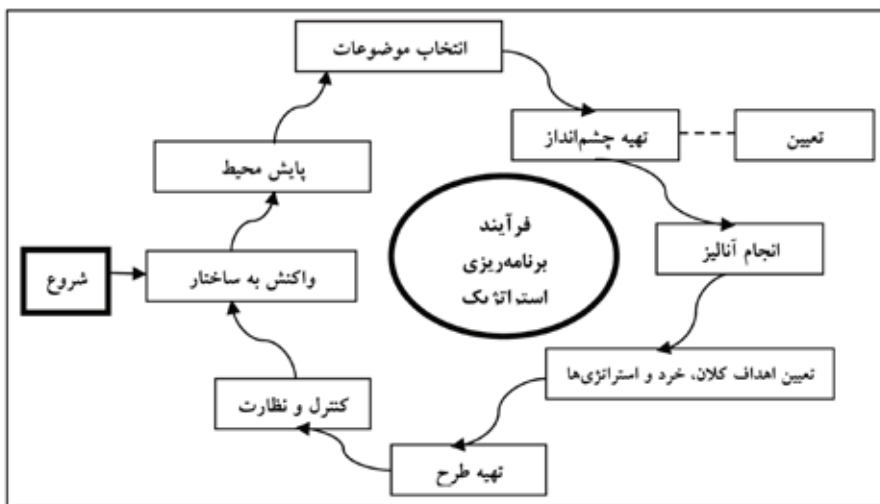 انتخاب موضوعات
تهیه چشم‌انداز
تعیین
پایش محیط
فرآیند
برنامه‌ریزی
استراتژیک
انجام آنالیز
واکنش به ساختار
شروع
تعیین اهداف کلان، خرد و استراتژی‌ها
کنترل و نظارت
تهیه طرح